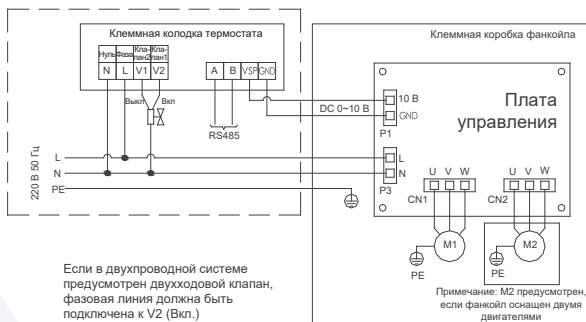 Клеммная колодка термостата
Клеммная коробка фанкойла
Нуль Фаза Кла-пан2 Кла-пан1
N L V1 V2 A B VSP GND
Выкл Вкл
RS485
DC 0~10 В
10 В
GND
P1
Плата
управления
220 В 50 Гц
L
N
PE
L
N
P3
U V W
U V W
CN1
CN2
M1
M2
PE
PE
Если в двухпроводной системе
предусмотрен двухходовой клапан,
фазовая линия должна быть
подключена к V2 (Вкл.)
Примечание: M2 предусмотрен,
если фанкойл оснащен двумя
двигателями